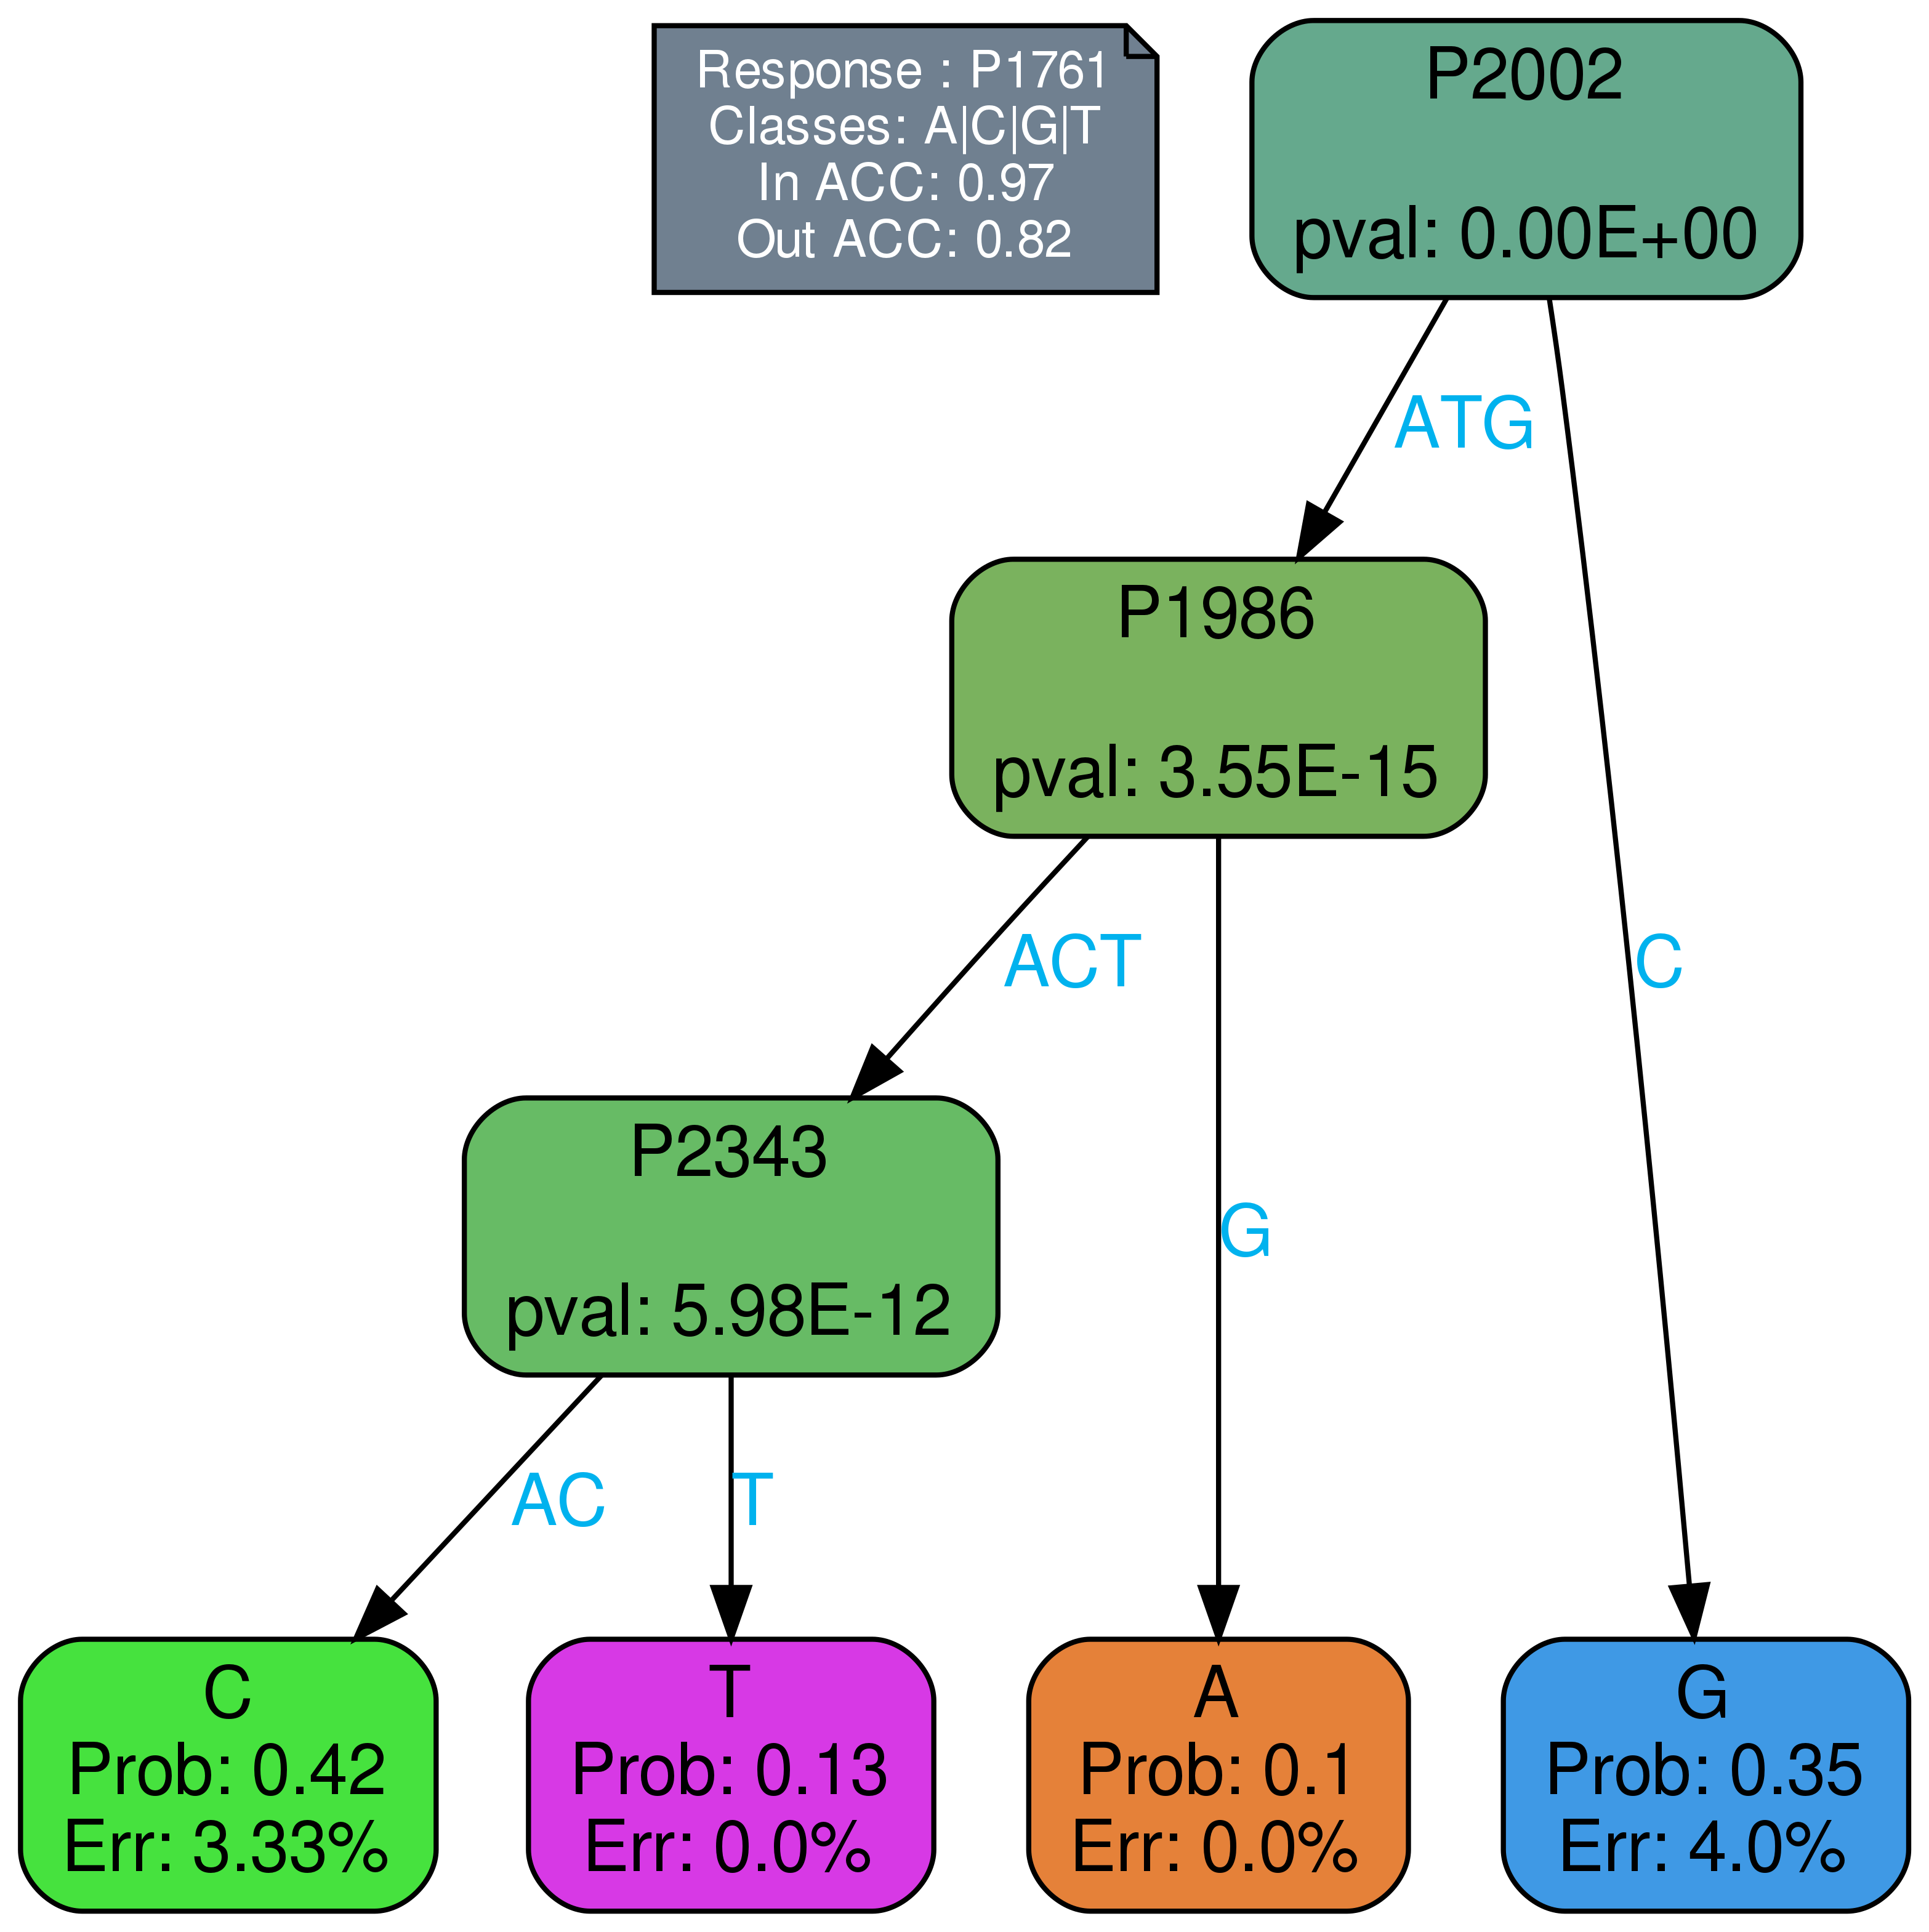 Response : P1761
Classes: A|C|G|T
In ACC: 0.97
Out ACC: 0.82
P2002
pval: 0.00E+00
ATG
P1986
pval: 3.55E-15
ACT
C
P2343
pval: 5.98E-12
G
AC
T
C
Prob: 0.42
Err: 3.33%
T
Prob: 0.13
Err: 0.0%
A
Prob: 0.1
Err: 0.0%
G
Prob: 0.35
Err: 4.0%